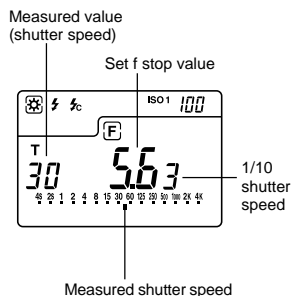 Measured value
(shutter speed)
Set f stop value
ISO1 100
C
F
T
30
5.6 3
1/10
shutter
speed
4S 2S 1 2 4 8 15 30 60 125 250 500 1000 2K 4K
Measured shutter speed